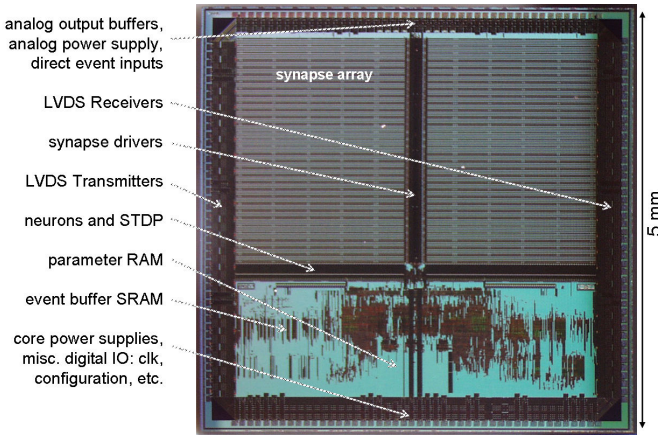 analog output buffers,
analog power supply,
direct event inputs
synapse array
LVDS Receivers
synapse drivers
LVDS Transmitters
neurons and STDP
parameter RAM
event buffer SRAM
core power supplies,
misc. digital IO: clk,
configuration, etc.
5 mm